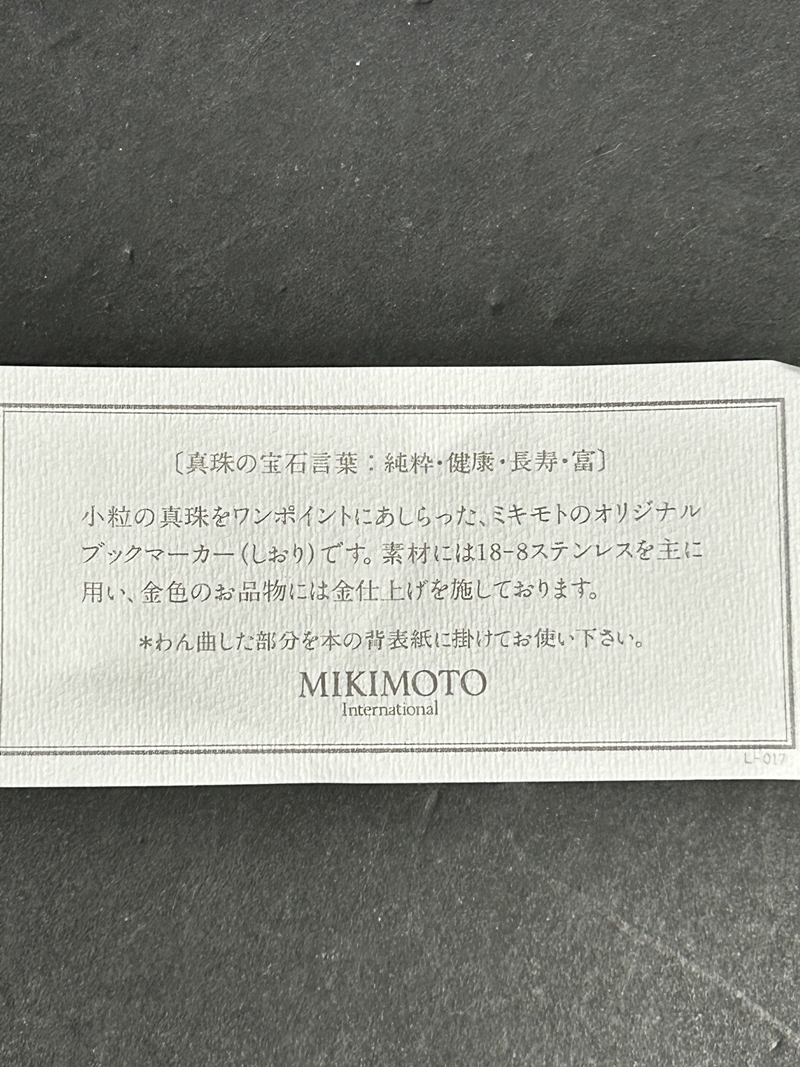 〔真珠の宝石言葉：純粋・健康・長寿・富〕
小粒の真珠をワンポイントにあしらった、ミキモトのオリジナル
ブックマーカー(しおり)です。素材には18-8ステンレスを主に
用い、金色のお品物には金仕上げを施しております。
*わん曲した部分を本の背表紙に掛けてお使い下さい。
MIKIMOTO
International
LI-017